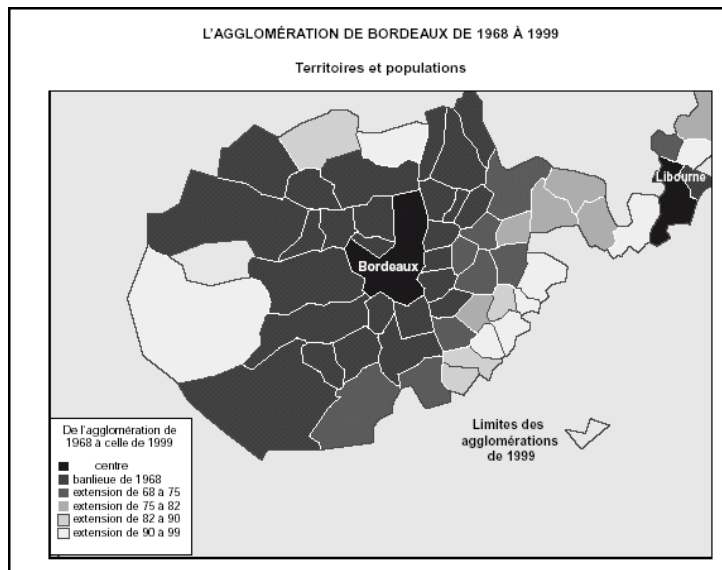 L'AGGLOMÉRATION DE BORDEAUX DE 1968 À 1999
Territoires et populations
Libourne
Bordeaux
De l'agglomération de
1968 à celle de 1999
centre
banlieue de 1968
extension de 68 à 75
extension de 75 à 82
extension de 82 à 90
extension de 90 à 99
Limites des
agglomérations
de 1999